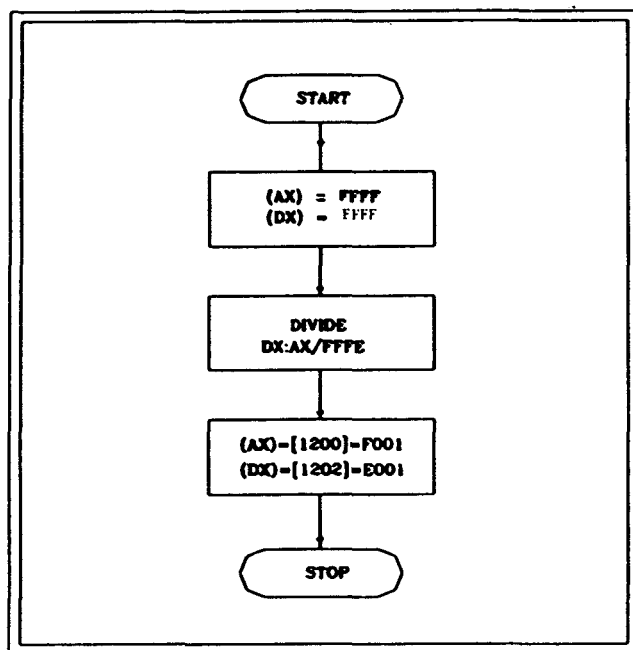 START
(AX) = FFFF
(DX) = FFFF
DIVIDE
DX:AX/FFFE
(AX)=[1200]=F001
(DX)=[1202]=E001
STOP